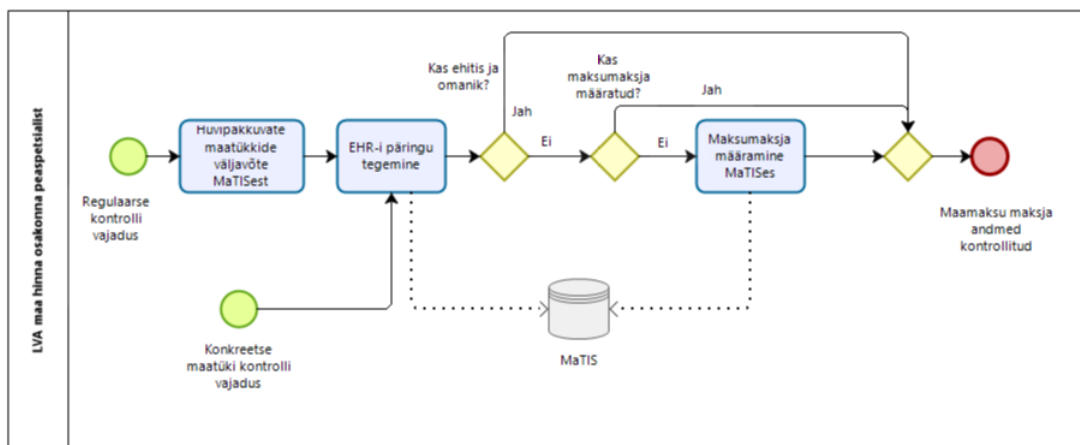 LVA maa hinna osakonna peaspetsialist
Kas ehitis ja
omanik?
Kas
maksumaksja
määratud?
Jah
Jah
Huvipakkuvate
maatükkide
väljavõte
MaTISest
EHR-i päringu
tegemine
Ei
Ei
Maksumaksja
määramine
MaTISes
Regulaarse
kontrolli
vajadus
Maamaksu maksja
andmed
kontrollitud
Konkreetse
maatüki kontrolli
vajadus
MaTIS